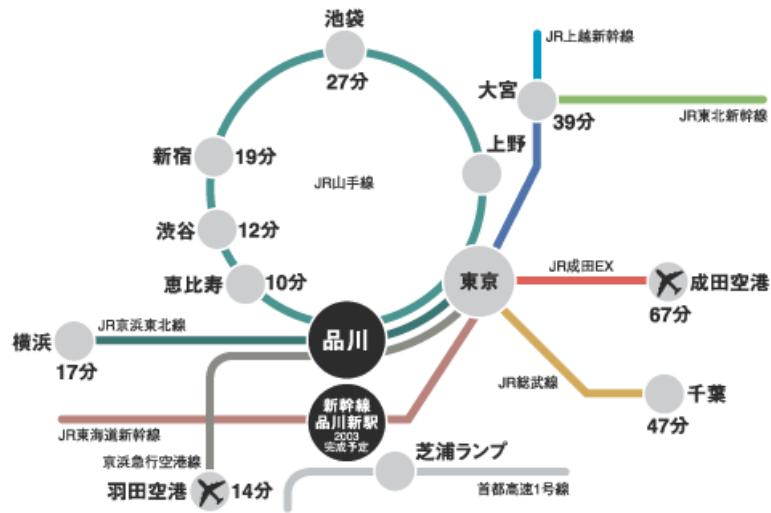 池袋
27分
JR上越新幹線
大宮
39分
JR東北新幹線
上野
新宿
19分
JR山手線
渋谷
12分
恵比寿
10分
東京
JR成田EX
成田空港
67分
横浜
17分
JR京浜東北線
品川
JR総武線
千葉
47分
新幹線
品川新駅
2003
完成予定
JR東海道新幹線
京浜急行空港線
羽田空港
14分
芝浦ランプ
首都高速1号線